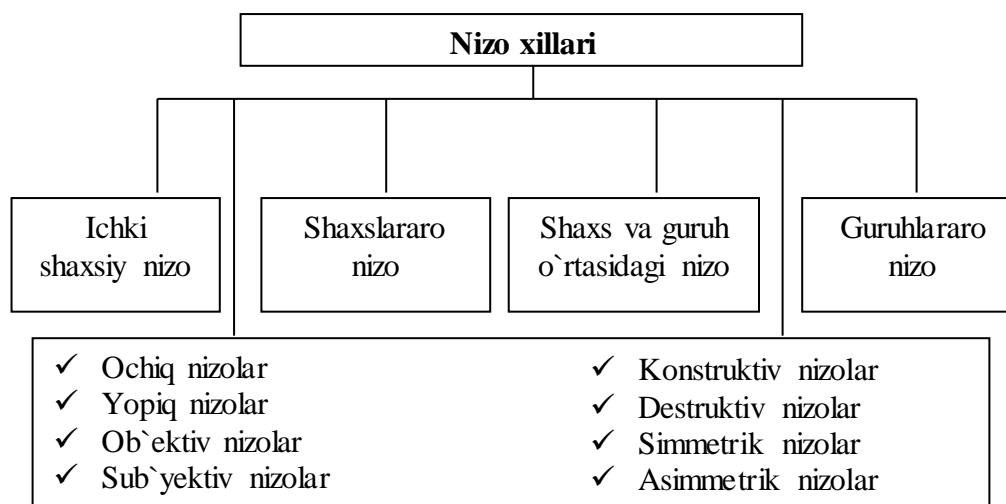 Nizo xillari
Ichki
shaxsiy nizo
Shaxslararo
nizo
Shaxs va guruh
o`rtasidagi nizo
Guruhlararo
nizo
✓ Ochiq nizolar
✓ Yopiq nizolar
✓ Ob`ektiv nizolar
✓ Sub`yektiv nizolar
✓ Konstruktiv nizolar
✓ Destruktiv nizolar
✓ Simmetrik nizolar
✓ Asimmetrik nizolar